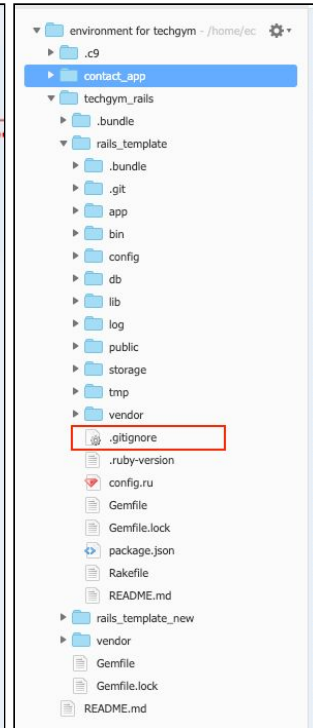 environment for techgym - /home/ec
.c9
contact_app
techgym_rails
.bundle
rails_template
.bundle
.git
app
bin
config
db
lib
log
public
storage
tmp
vendor
.gitignore
.ruby-version
config.ru
Gemfile
Gemfile.lock
package.json
Rakefile
README.md
rails_template_new
vendor
Gemfile
Gemfile.lock
README.md